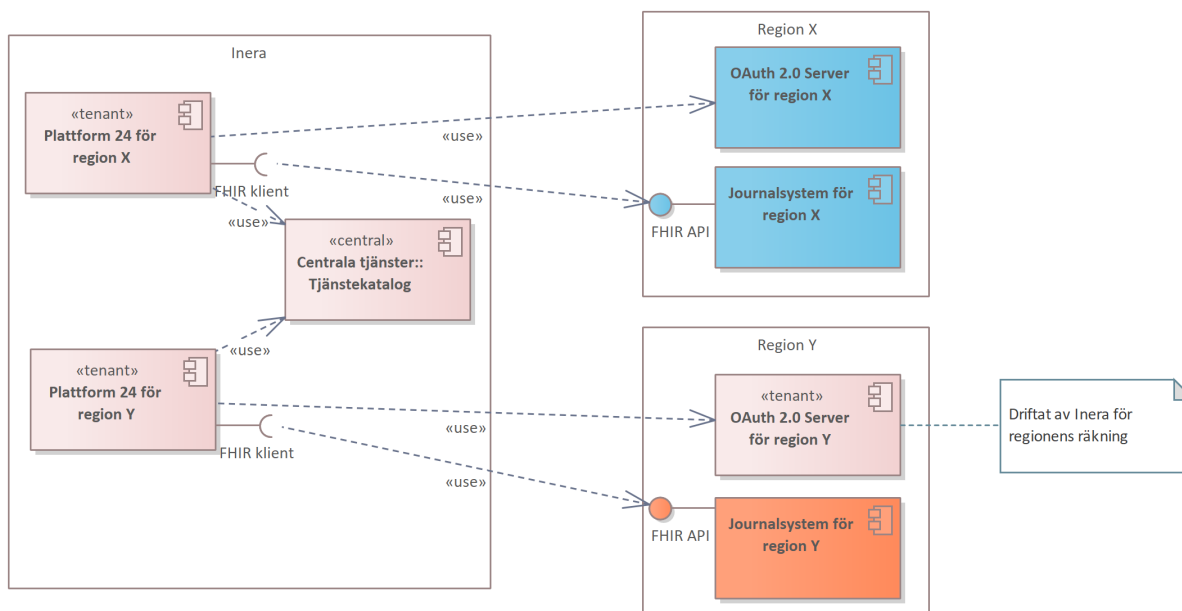 Inera
«tenant»
Plattform 24 för
region X
FHIR klient
«use»
«central»
Centrala tjänster::
Tjänstekatalog
«use»
«tenant»
Plattform 24 för
region Y
FHIR klient
«use»
«use»
«use»
«use»
Region X
OAuth 2.0 Server
för region X
Journalsystem för
region X
FHIR API
Region Y
«tenant»
OAuth 2.0 Server
för region Y
Journalsystem för
region Y
FHIR API
Driftat av Inera för
regionens räkning